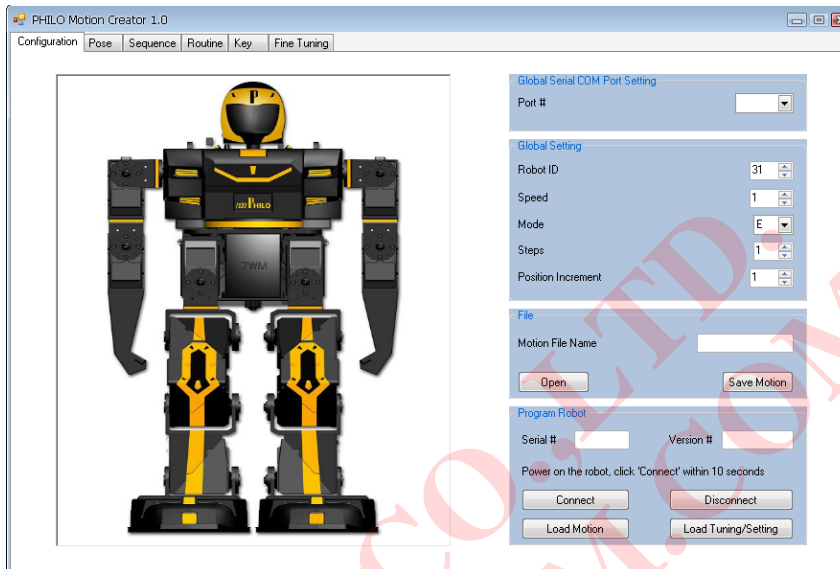 PHILO Motion Creator 1.0
Configuration Pose Sequence Routine Key Fine Tuning
P
PHILO
7WM
Global Serial COM Port Setting
Port #
Global Setting
Robot ID 31
Speed 1
Mode E
Steps 1
Position Increment 1
File
Motion File Name
Open Save Motion
Program Robot
Serial # Version #
Power on the robot, click 'Connect' within 10 seconds
Connect Disconnect
Load Motion Load Tuning/Setting
CO.,LTD.
M.COM